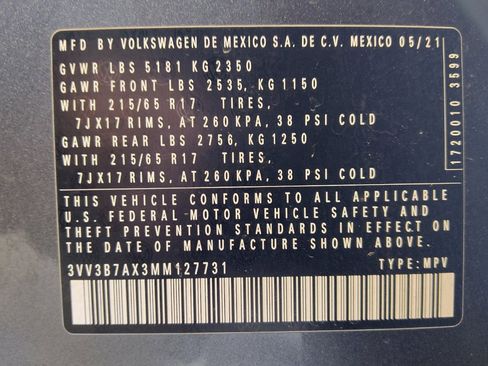 MFD BY VOLKSWAGEN DE MEXICO S.A. DE C.V. MEXICO 05/21
GVWR LBS 5181 KG 2350
GAWR FRONT LBS 2535, KG 1150
WITH 215/65 R17 TIRES,
7JX17 RIMS, AT 260 KPA, 38 PSI COLD
GAWR REAR LBS 2756, KG 1250
WITH 215/65 R17 TIRES,
7JX17 RIMS, AT 260 KPA, 38 PSI COLD
THIS VEHICLE CONFORMS TO ALL APPLICABLE
U.S. FEDERAL MOTOR VEHICLE SAFETY AND
THEFT PREVENTION STANDARDS IN EFFECT ON
THE DATE OF MANUFACTURE SHOWN ABOVE.
3VV3B7AX3MM127731 TYPE: MPV
1720010 3599